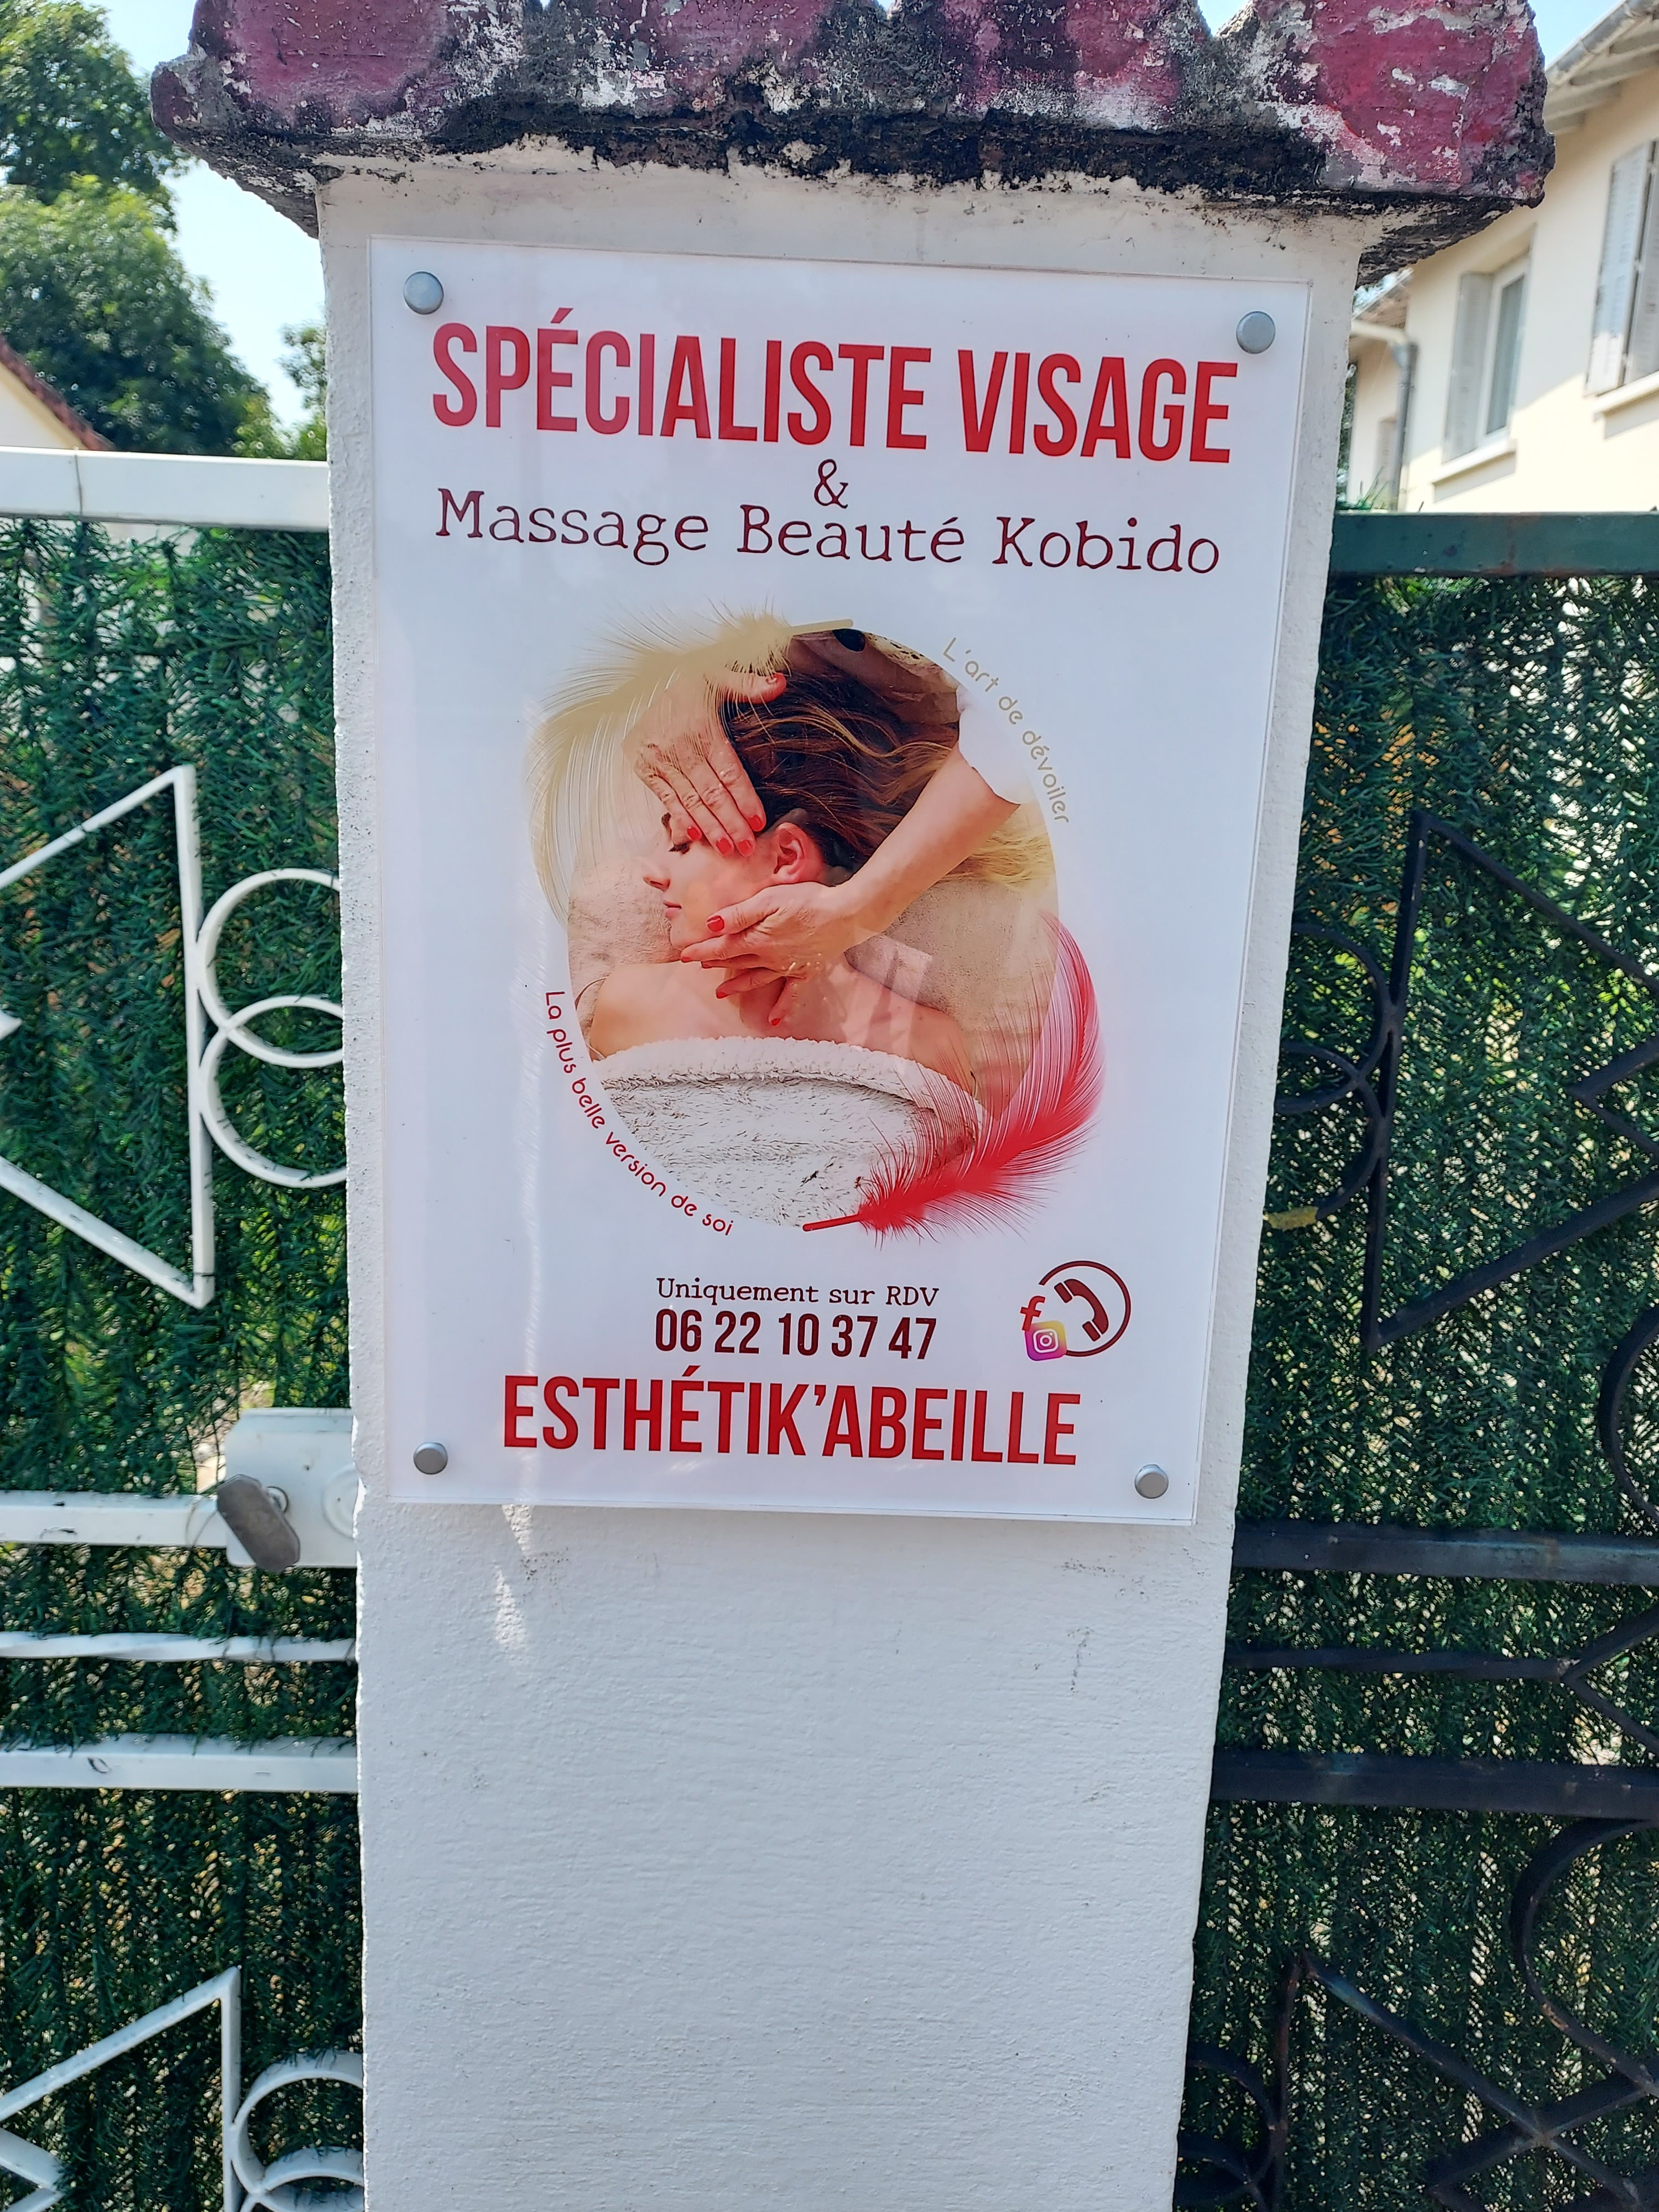 SPÉCIALISTE VISAGE
&
Massage Beauté Kobido
L'art de dévoiler
La plus belle version de soi
Uniquement sur RDV
06 22 10 37 47
ESTHÉTIK'ABEILLE